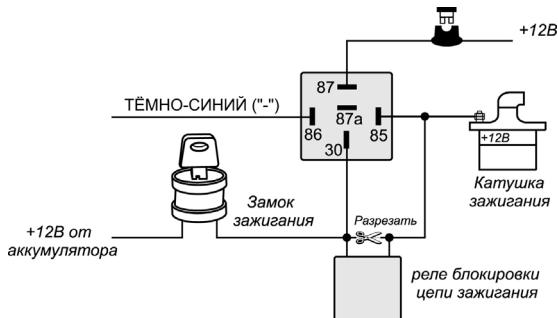 +12В
87
ТЁМНО-СИНИЙ ("-")
87а
86
85
30
+12В
Катушка
зажигания
Замок
зажигания
Разрезать
+12В от
аккумулятора
реле блокировки
цепи зажигания